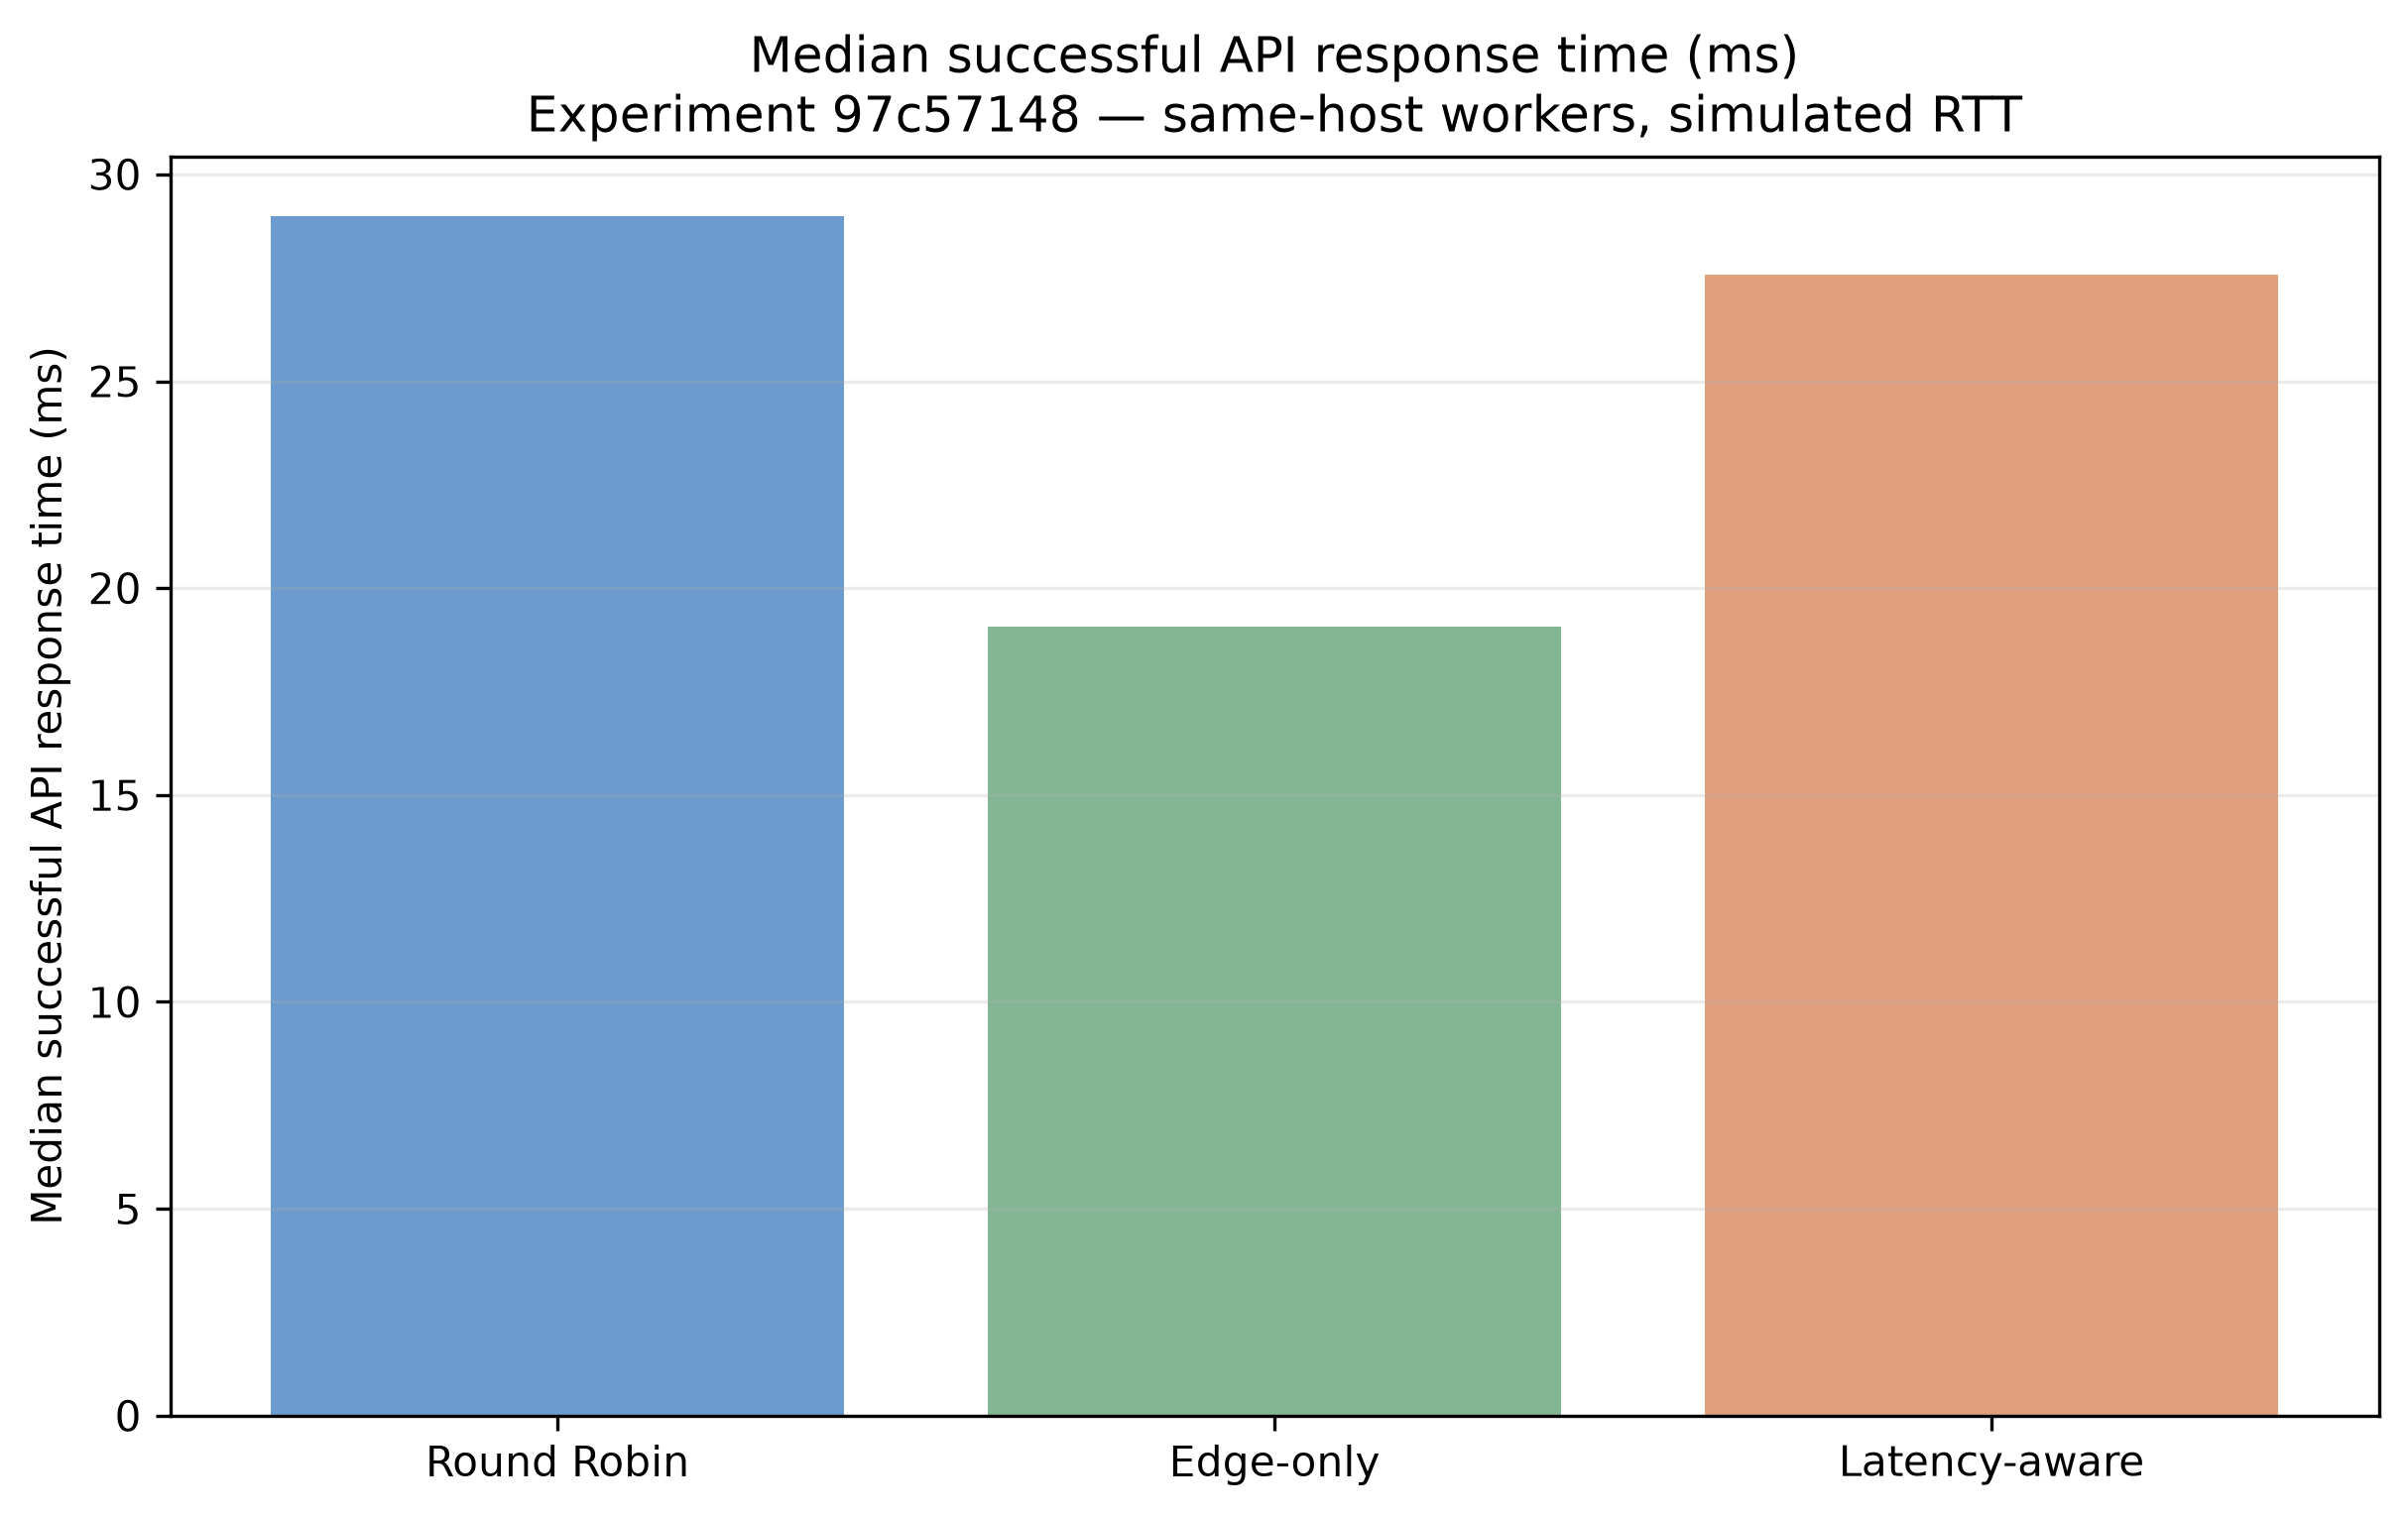 Median successful API response time (ms)
Experiment 97c57148 — same-host workers, simulated RTT
Median successful API response time (ms)
30
25
20
15
10
5
0
Round Robin
Edge-only
Latency-aware